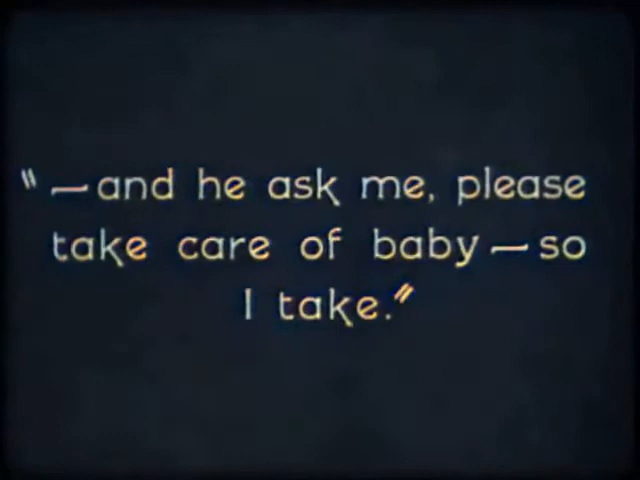 "—and he ask me, please
take care of baby—so
I take."